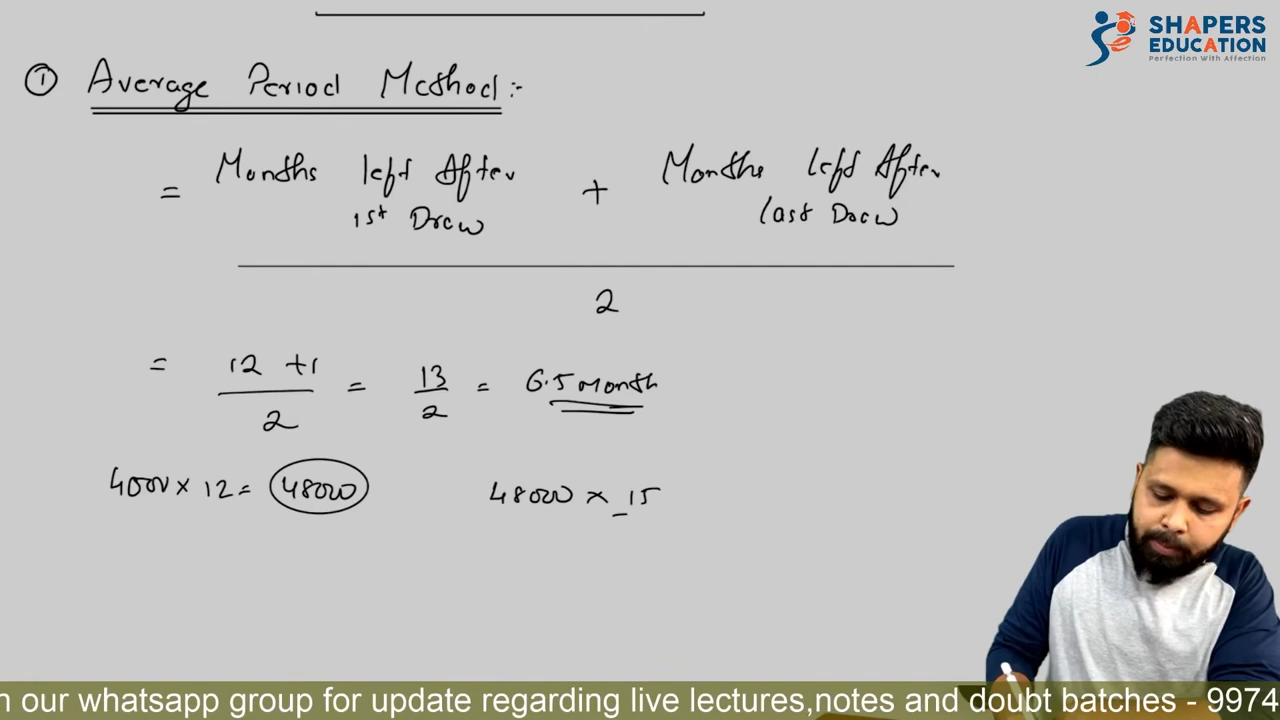 SHAPERS
EDUCATION
Perfection With Affection
① Average Period Method:-
= Months left After 1st Draw + Months left After last Draw
2
= 12 +1 / 2 = 13 / 2 = 6.5 Month
4000 × 12 = 48000
48000 × 15
n our whatsapp group for update regarding live lectures,notes and doubt batches - 9974